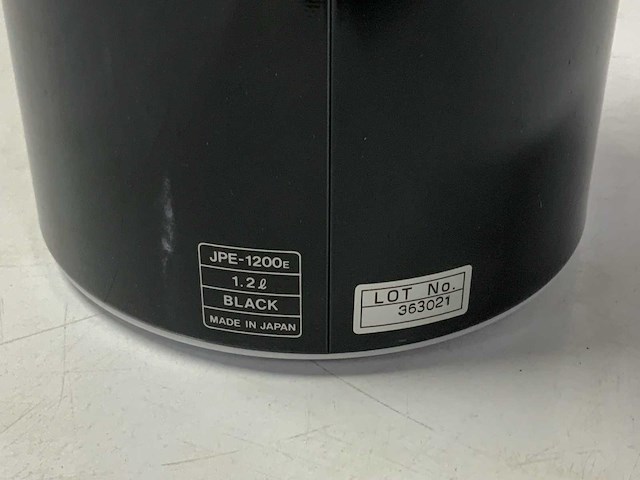 JPE-1200E
1.2ℓ
BLACK
MADE IN JAPAN
LOT No.
363021